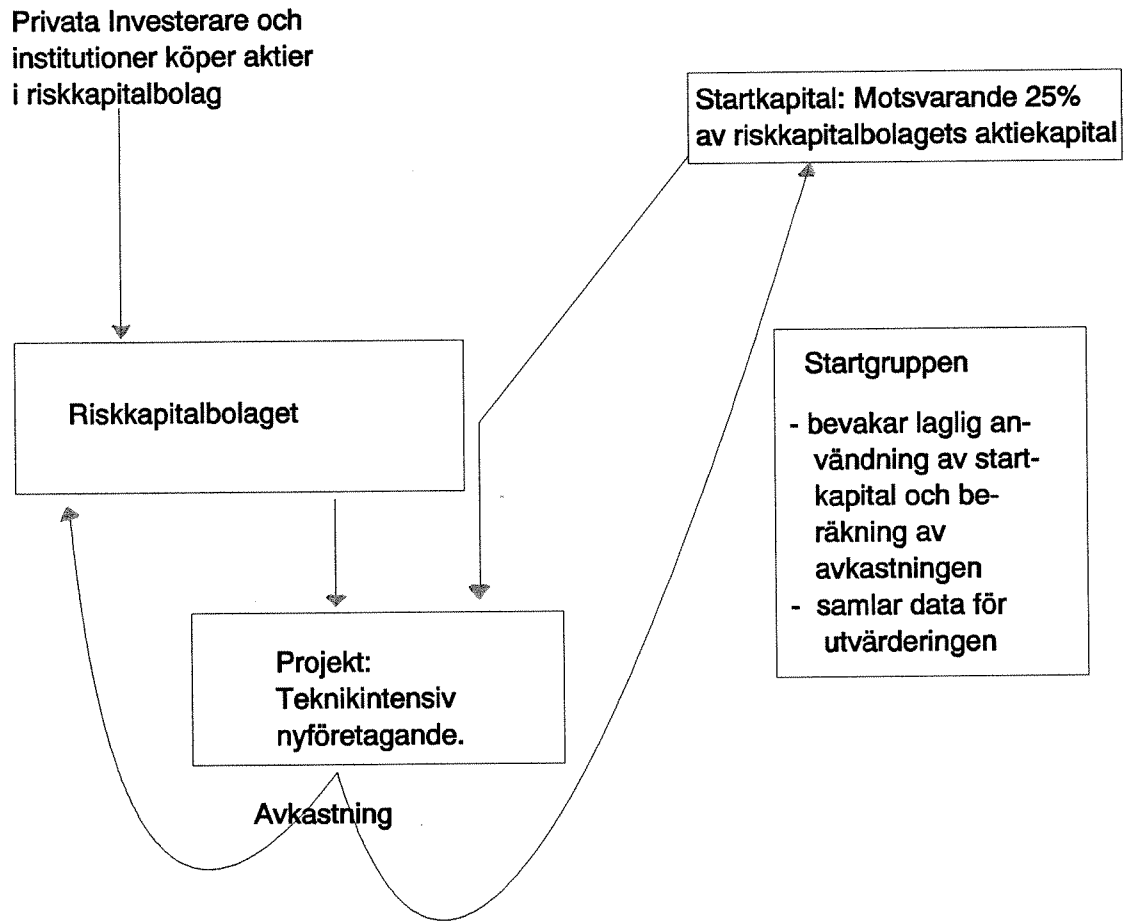 Privata Investerare och
institutioner köper aktier
i riskkapitalbolag
Startkapital: Motsvarande 25%
av riskkapitalbolagets aktiekapital
Riskkapitalbolaget
Startgruppen
- bevakar laglig an-
vändning av start-
kapital och be-
räkning av
avkastningen
- samlar data för
utvärderingen
Projekt:
Teknikintensiv
nyföretagande.
Avkastning